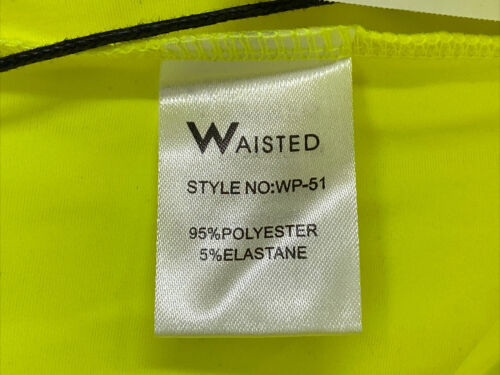 WAISTED
STYLE NO:WP-51
95%POLYESTER
5%ELASTANE